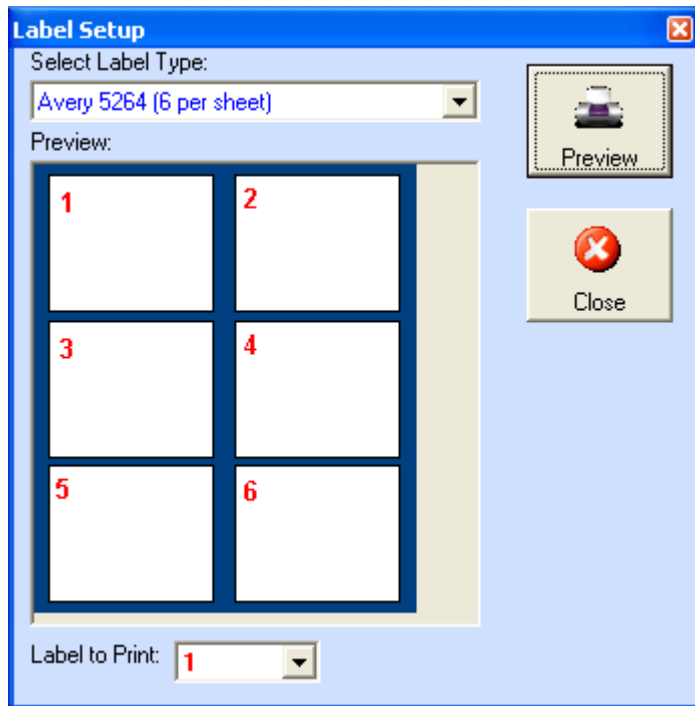 Label Setup
Select Label Type:
Avery 5264 (6 per sheet)
Preview:
Preview
1
2
Close
3
4
5
6
Label to Print: 1